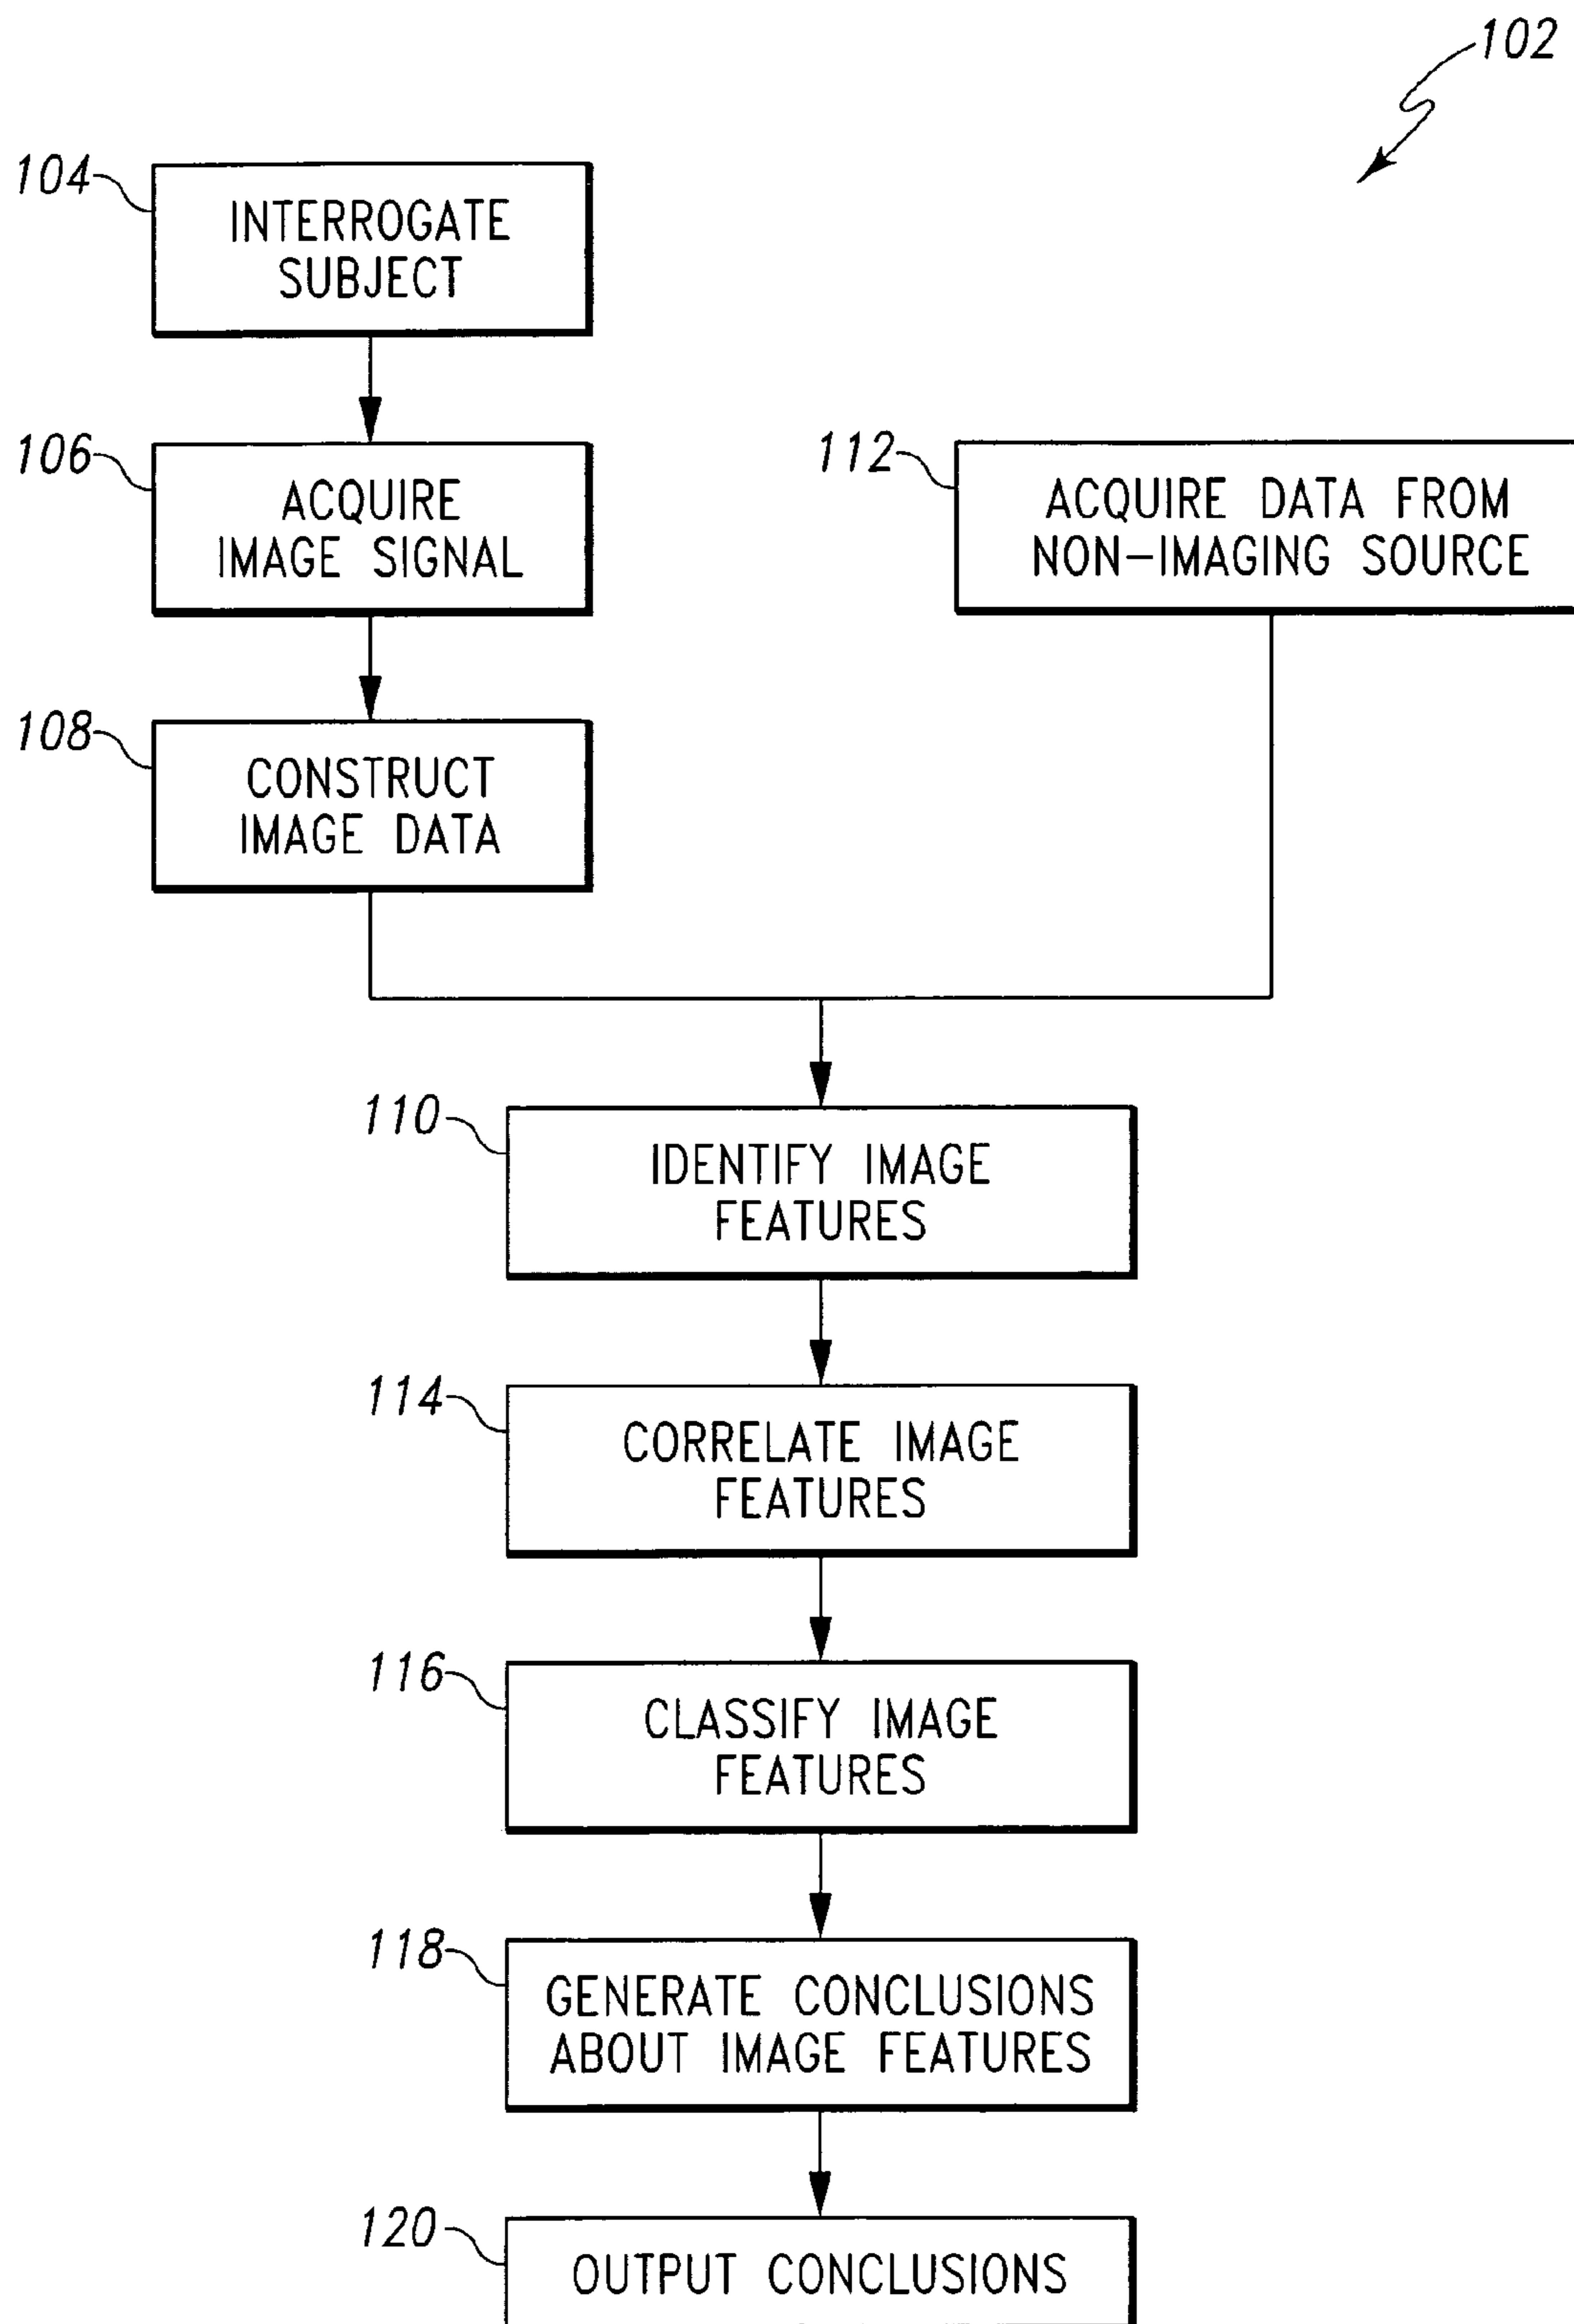 102
104
INTERROGATE
SUBJECT
106
ACQUIRE
IMAGE SIGNAL
112
ACQUIRE DATA FROM
NON-IMAGING SOURCE
108
CONSTRUCT
IMAGE DATA
110
IDENTIFY IMAGE
FEATURES
114
CORRELATE IMAGE
FEATURES
116
CLASSIFY IMAGE
FEATURES
118
GENERATE CONCLUSIONS
ABOUT IMAGE FEATURES
120
OUTPUT CONCLUSIONS